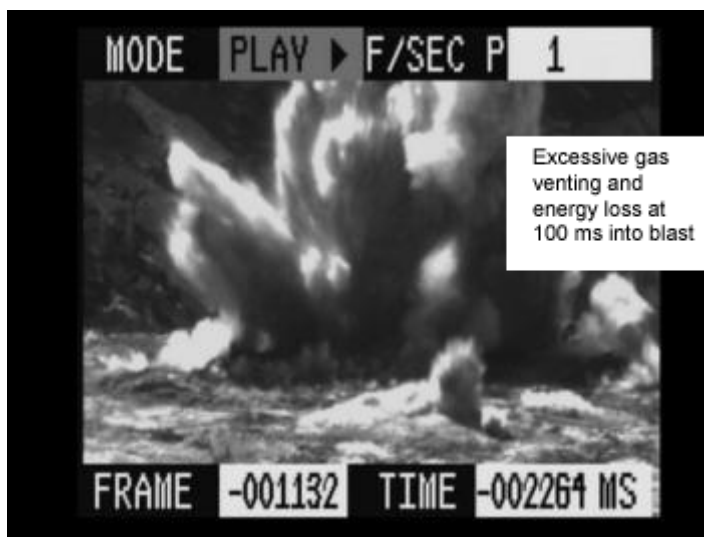 MODE PLAY ▶ F/SEC P 1
Excessive gas
venting and
energy loss at
100 ms into blast
FRAME -001132 TIME -002264 MS